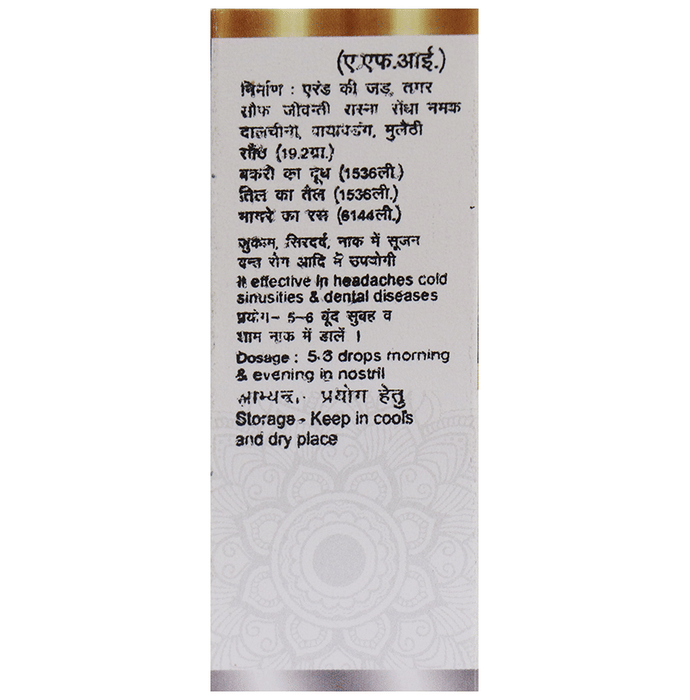 (ए.एफ.आई.)
निर्माण : एरंड की जड़, तगर
सौंफ जीवन्ती रास्ना सेंधा नमक
दालचीनी, वायविडंग, मुलैठी
सोंठ (19.2ग्रा.)
बकरी का दूध (1536ली.)
तिल का तैल (1536ली.)
भांगरे का रस (6144ली.)
जुकाम, सिरदर्द, नाक में सूजन
दन्त रोग आदि में उपयोगी
It effective in headaches cold
sinusities & dental diseases
प्रयोग- 5-6 बूंद सुबह व
शाम नाक में डालें ।
Dosage : 5-6 drops morning
& evening in nostril
प्रयोग हेतु
Storage - Keep in cools
and dry place